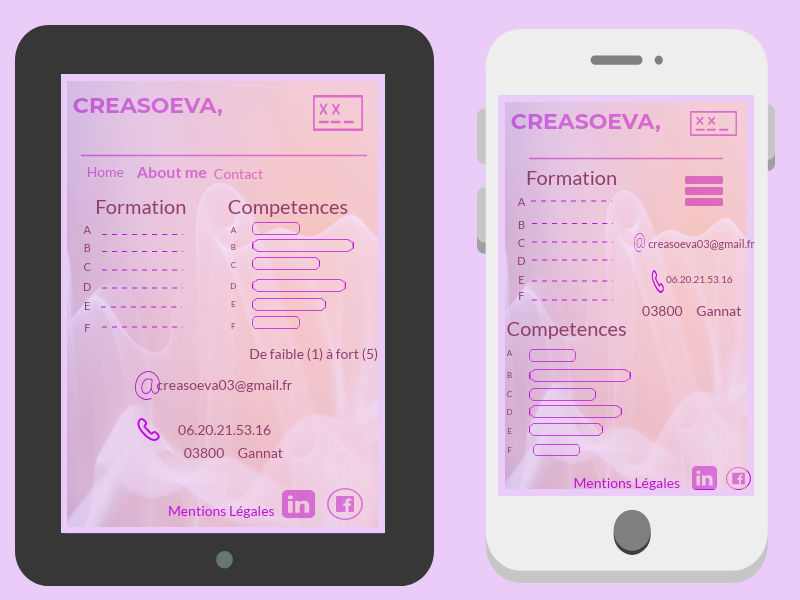 CREASOEVA,
X X
Home About me Contact
Formation
A
B
C
D
E
F
Competences
A
B
C
D
E
F
De faible (1) à fort (5)
@creasoeva03@gmail.fr
06.20.21.53.16
03800 Gannat
Mentions Légales
in f
CREASOEVA,
X X
Formation
A
B
C
D
E
F
@ creasoeva03@gmail.fr
06.20.21.53.16
03800 Gannat
Competences
A
B
C
D
E
F
Mentions Légales
in f